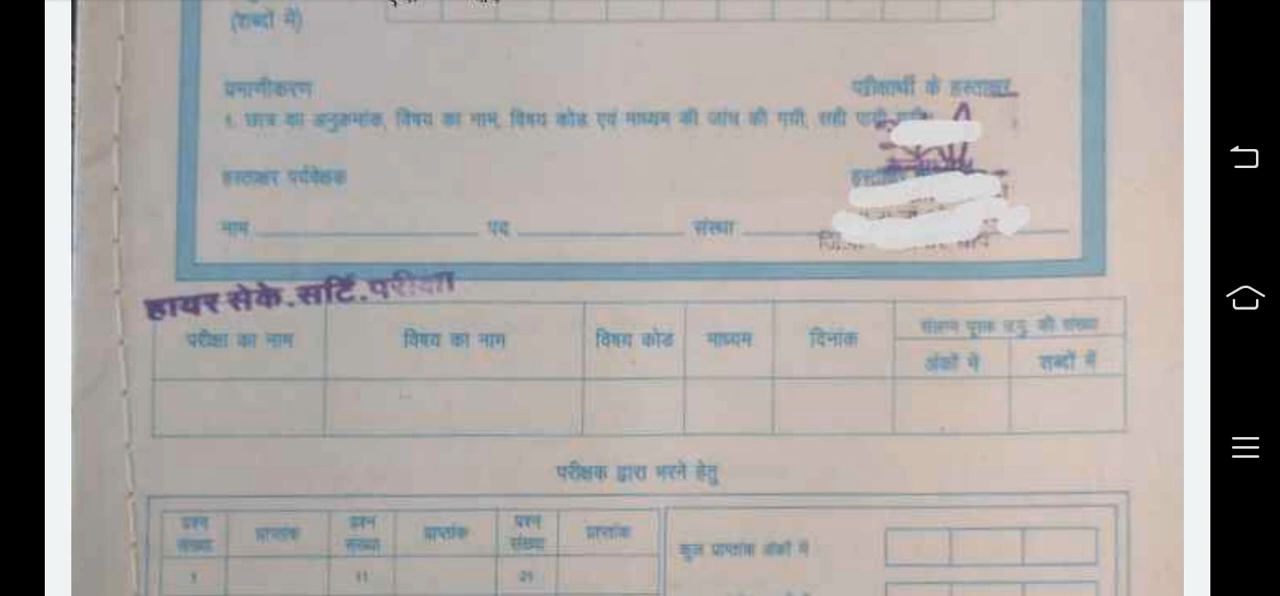 (शब्दों में)
प्रमाणीकरण
परीक्षार्थी के हस्ताक्षर
१. छात्र का अनुक्रमांक, विषय का नाम, विषय कोड एवं माध्यम की जांच की गयी, सही पायी
हस्ताक्षर पर्यवेक्षक
नाम पद संस्था
हायर सेके. सर्टि. परीक्षा
परीक्षा का नाम विषय का नाम विषय कोड माध्यम दिनांक संलग्न पूरक उ.पु. की संख्या
अंकों में शब्दों में
परीक्षक द्वारा भरने हेतु
प्रश्न संख्या प्राप्तांक प्रश्न संख्या प्राप्तांक प्रश्न संख्या प्राप्तांक
कुल प्राप्तांक अंकों में
1 11 21